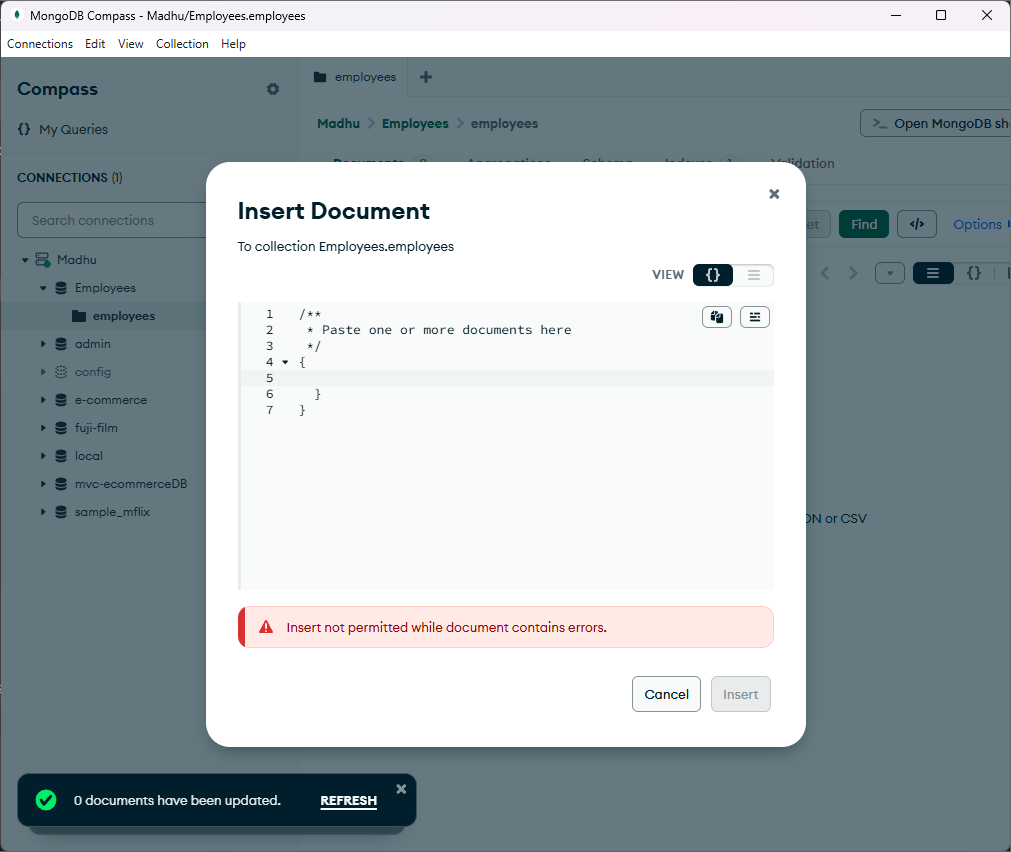 MongoDB Compass - Madhu/Employees.employees
Connections Edit View Collection Help
Compass
employees
{} My Queries
Madhu > Employees > employees
>_ Open MongoDB sh
Validation
CONNECTIONS (1)
Search connections
Find
</>
Options
Madhu
Employees
employees
admin
config
e-commerce
fuji-film
local
mvc-ecommerceDB
sample_mflix
{}
ON or CSV
Insert Document
To collection Employees.employees
VIEW {}
1 /**
2 * Paste one or more documents here
3 */
4 {
5
6 }
7 }
Insert not permitted while document contains errors.
Cancel Insert
0 documents have been updated. REFRESH